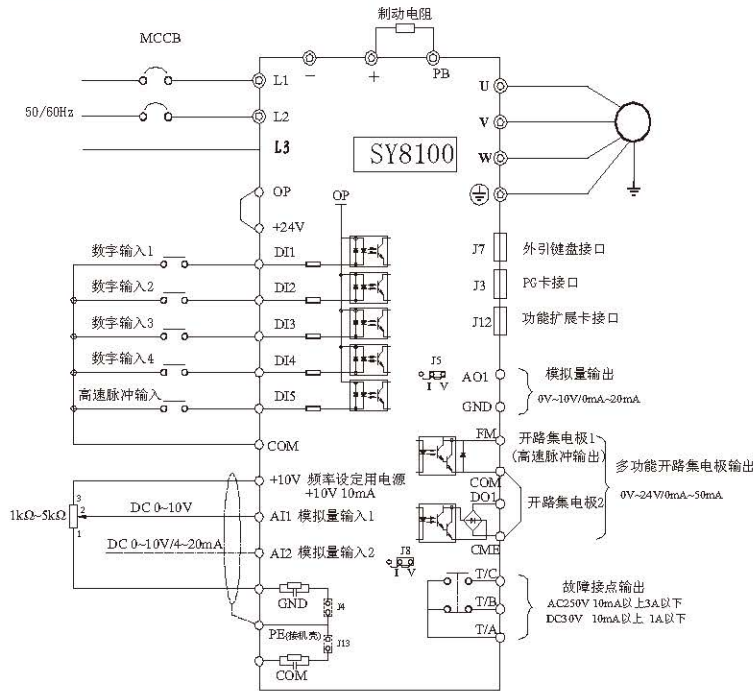 制动电阻
MCCB
−
+
PB
L1
U
50/60Hz
L2
V
L3
SY8100
W
OP
OP
+24V
数字输入1
DI1
J7
外引键盘接口
数字输入2
DI2
J3
PG卡接口
数字输入3
DI3
J12
功能扩展卡接口
数字输入4
DI4
J5
I V
AO1
模拟量输出
0V~10V/0mA~20mA
高速脉冲输入
DI5
GND
COM
FM
开路集电极1
(高速脉冲输出)
多功能开路集电极输出
0V~24V/0mA~50mA
COM
+10V 频率设定用电源
+10V 10mA
DO1
开路集电极2
1kΩ~5kΩ
3
2
1
DC 0~10V
AI1 模拟量输入1
DC 0~10V/4~20mA
AI2 模拟量输入2
CME
J8
I V
T/C
故障接点输出
GND
J4
T/B
AC250V 10mA以上3A以下
DC30V 10mA以上 1A以下
PE(接机壳)
J13
T/A
COM